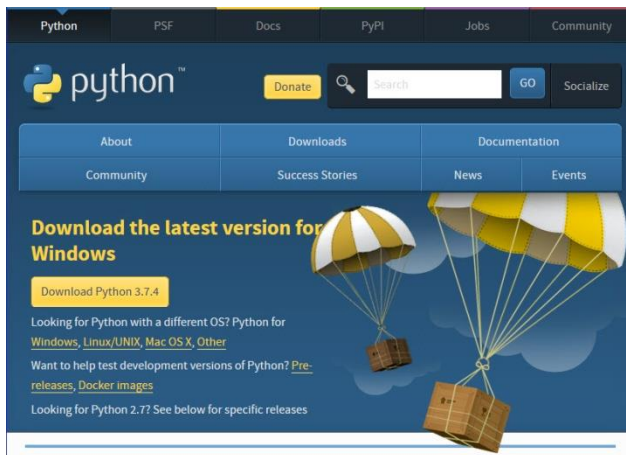 Python PSF Docs PyPI Jobs Community
python™ Donate Search GO Socialize
About Downloads Documentation
Community Success Stories News Events
Download the latest version for
Windows
Download Python 3.7.4
Looking for Python with a different OS? Python for
Windows, Linux/UNIX, Mac OS X, Other
Want to help test development versions of Python? Pre-
releases, Docker images
Looking for Python 2.7? See below for specific releases